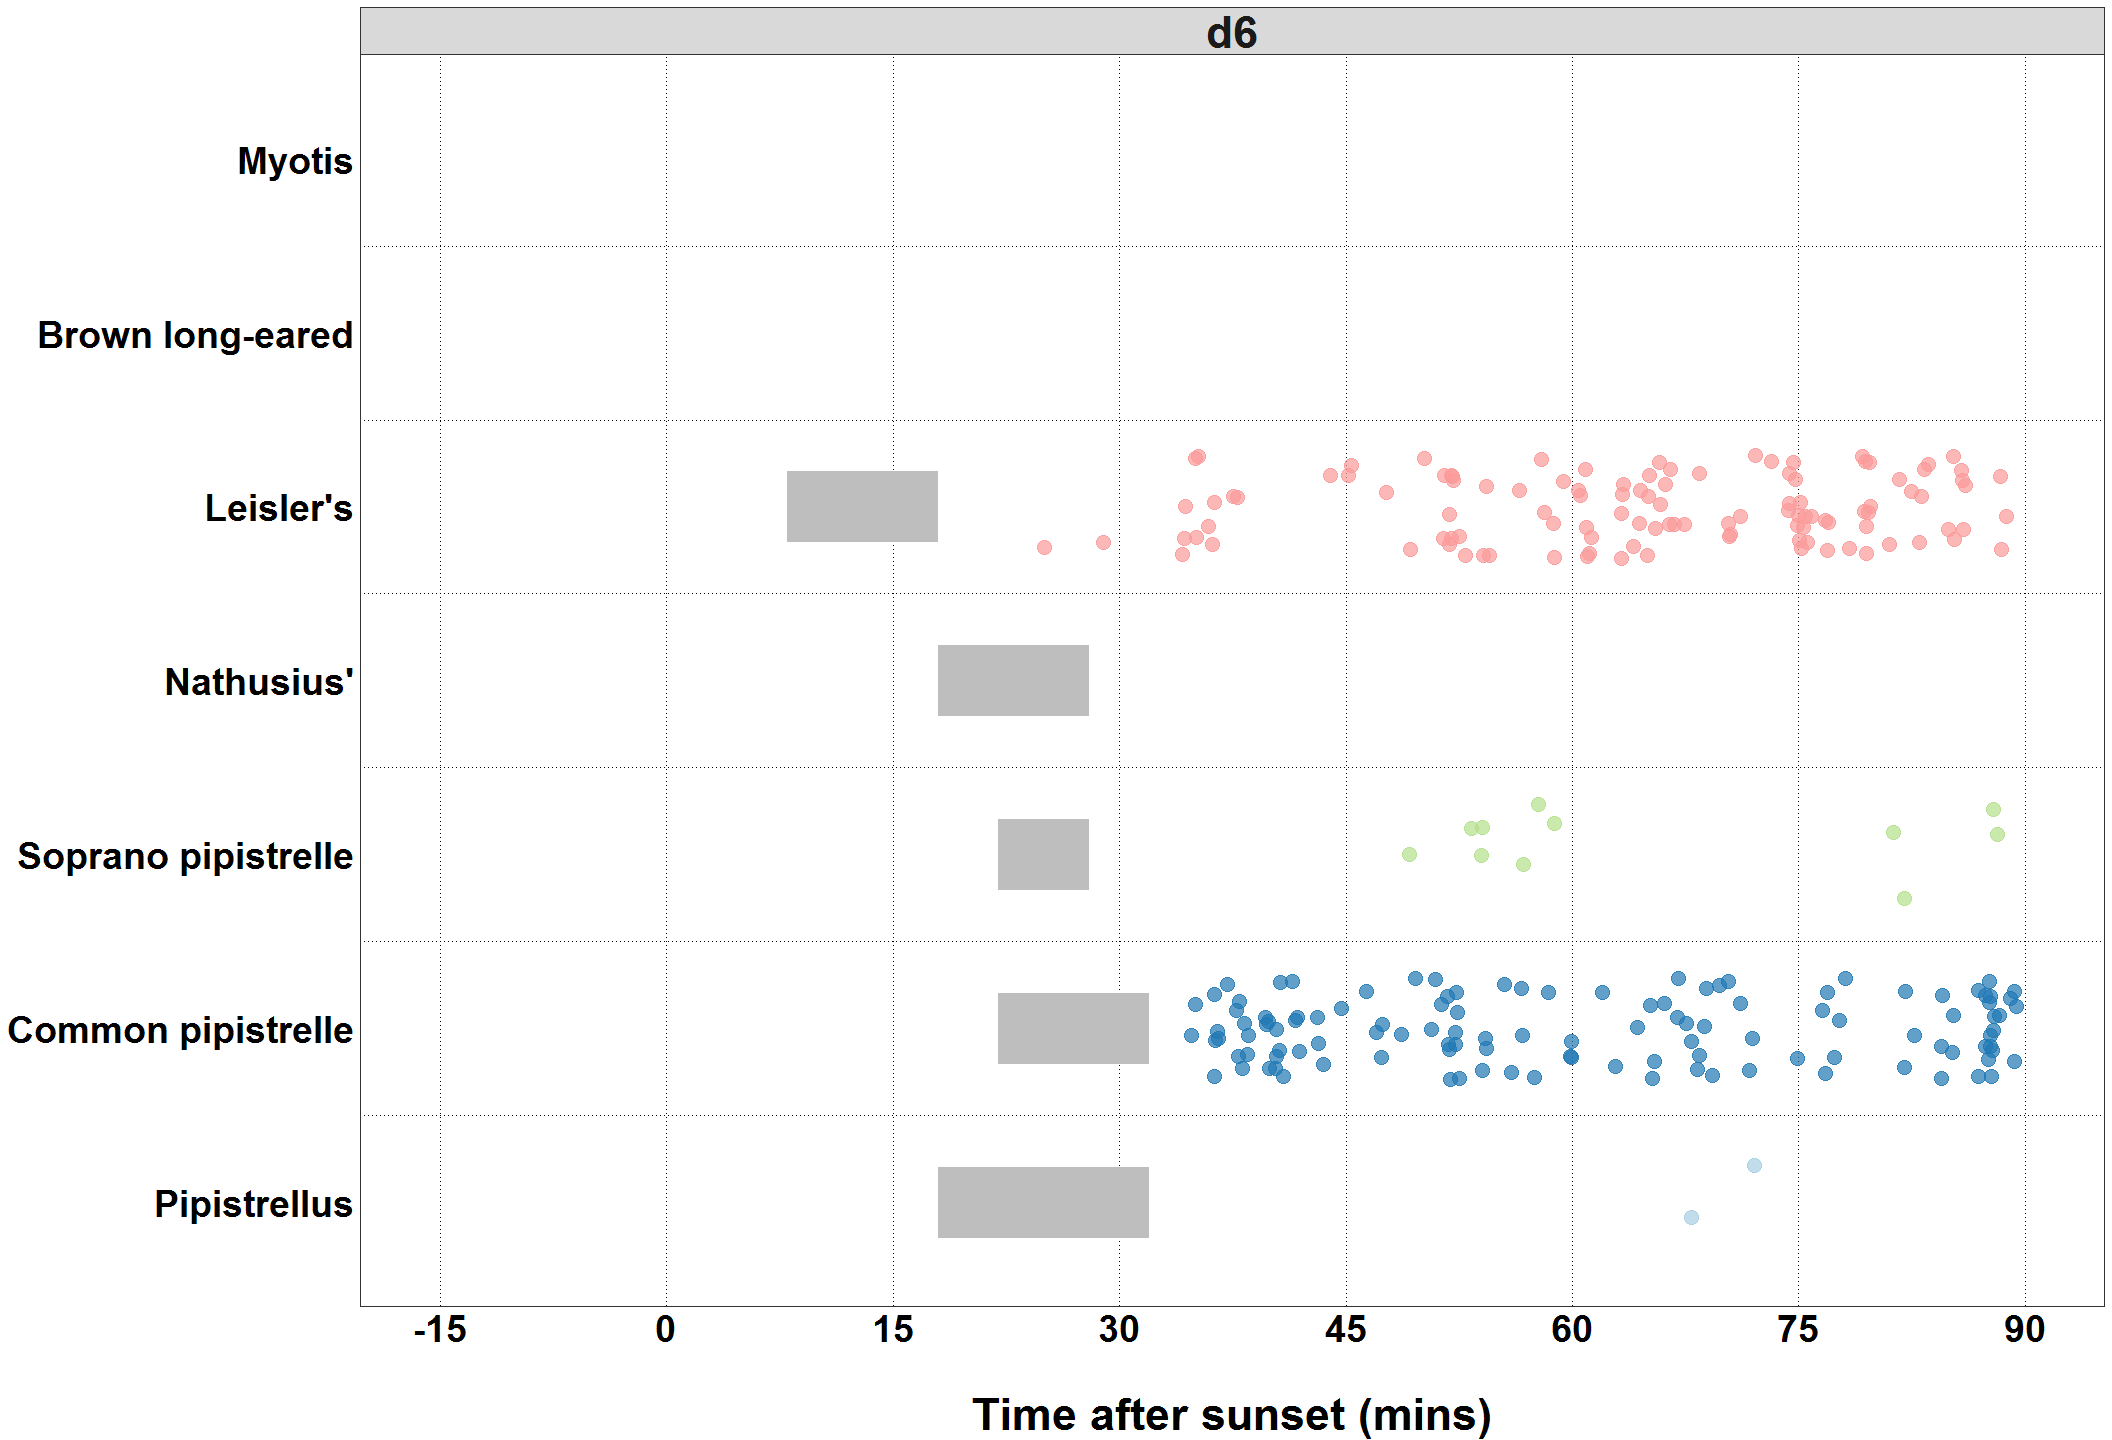 d6
Myotis
Brown long-eared
Leisler's
Nathusius'
Soprano pipistrelle
Common pipistrelle
Pipistrellus
-15 0 15 30 45 60 75 90
Time after sunset (mins)